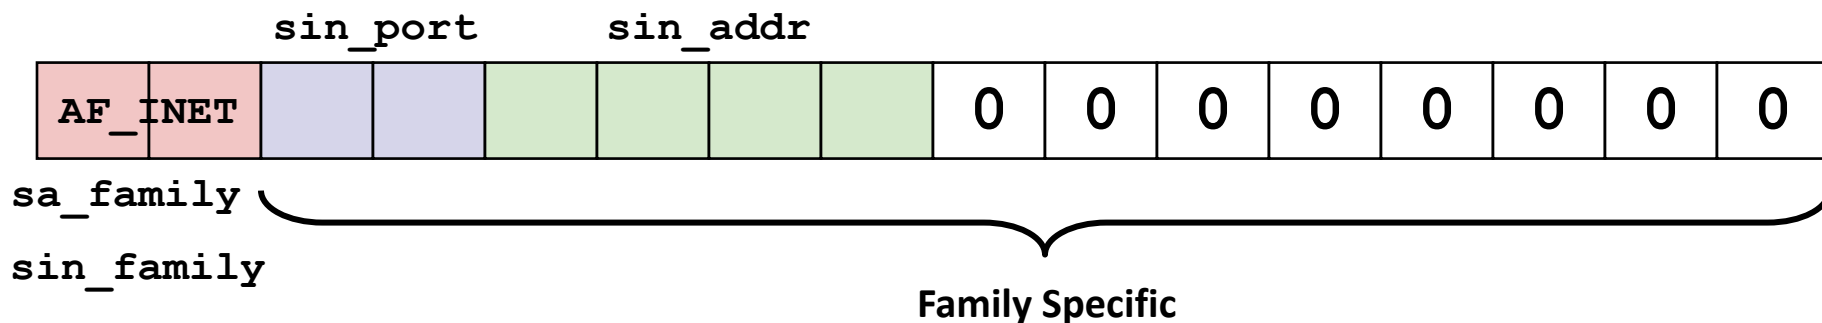 sin_port sin_addr
AF_INET 0 0 0 0 0 0 0 0
sa_family
sin_family
Family Specific